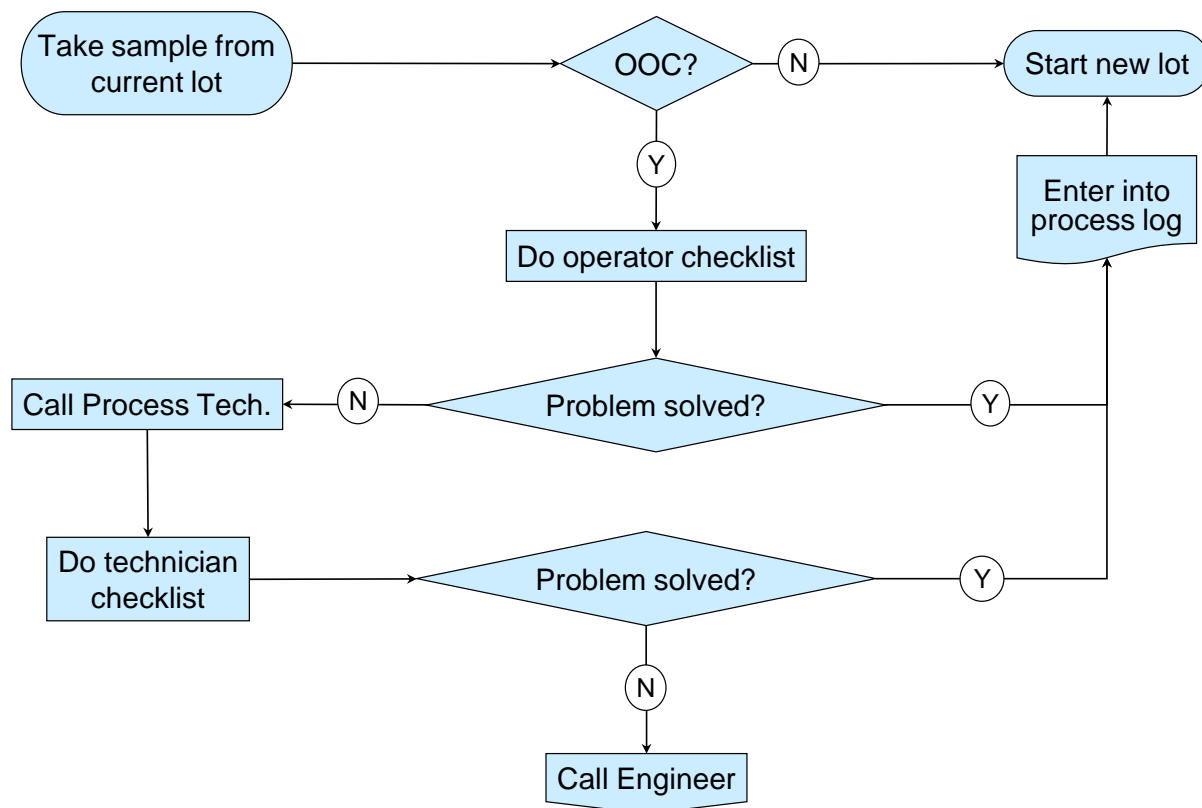 Take sample from
current lot
OOC?
N
Start new lot
Y
Enter into
process log
Do operator checklist
Call Process Tech.
N
Problem solved?
Y
Do technician
checklist
Problem solved?
Y
N
Call Engineer